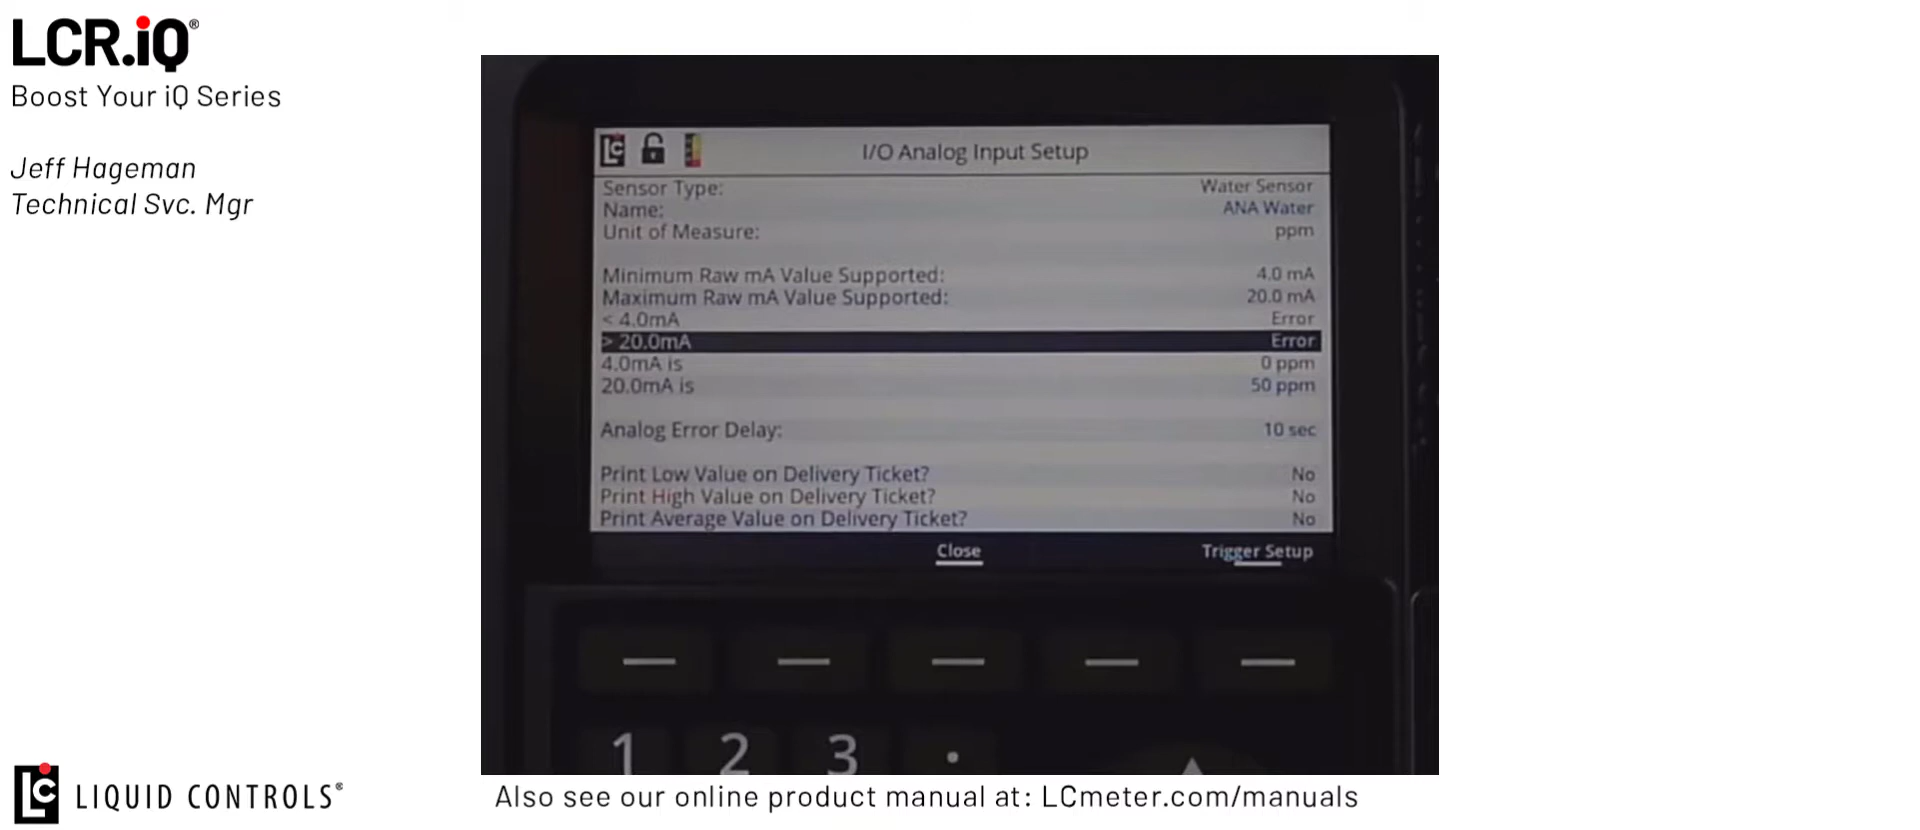 LCR.iQ®
Boost Your iQ Series
Jeff Hageman
Technical Svc. Mgr
LC
I/O Analog Input Setup
Sensor Type: Water Sensor
Name: ANA Water
Unit of Measure: ppm
Minimum Raw mA Value Supported: 4.0 mA
Maximum Raw mA Value Supported: 20.0 mA
< 4.0mA Error
> 20.0mA Error
4.0mA is 0 ppm
20.0mA is 50 ppm
Analog Error Delay: 10 sec
Print Low Value on Delivery Ticket? No
Print High Value on Delivery Ticket? No
Print Average Value on Delivery Ticket? No
Close Trigger Setup
1 2 3 .
LC LIQUID CONTROLS®
Also see our online product manual at: LCmeter.com/manuals